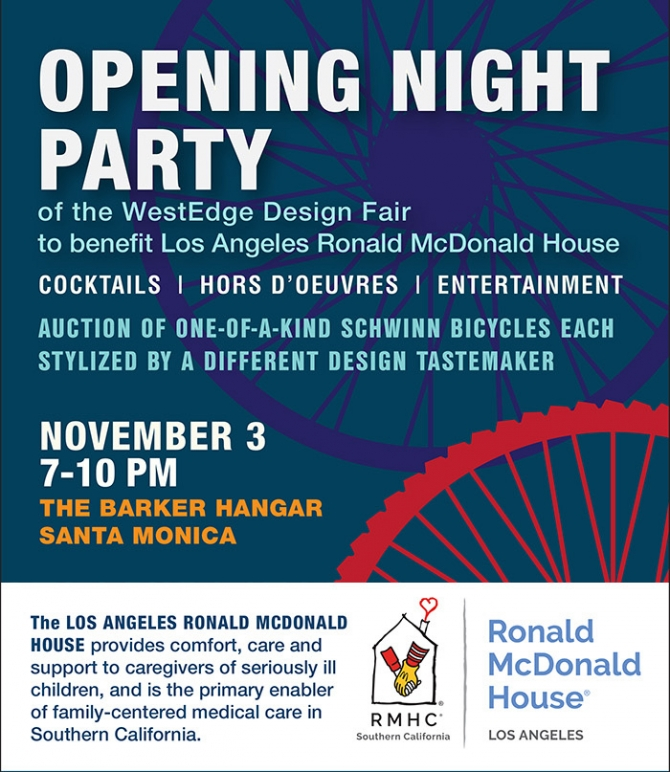 OPENING NIGHT
PARTY
of the WestEdge Design Fair
to benefit Los Angeles Ronald McDonald House
COCKTAILS | HORS D'OEUVRES | ENTERTAINMENT
AUCTION OF ONE-OF-A-KIND SCHWINN BICYCLES EACH
STYLIZED BY A DIFFERENT DESIGN TASTEMAKER
NOVEMBER 3
7-10 PM
THE BARKER HANGAR
SANTA MONICA
The LOS ANGELES RONALD MCDONALD
HOUSE provides comfort, care and
support to caregivers of seriously ill
children, and is the primary enabler
of family-centered medical care in
Southern California.
RMHC®
Southern California
Ronald
McDonald
House®
LOS ANGELES